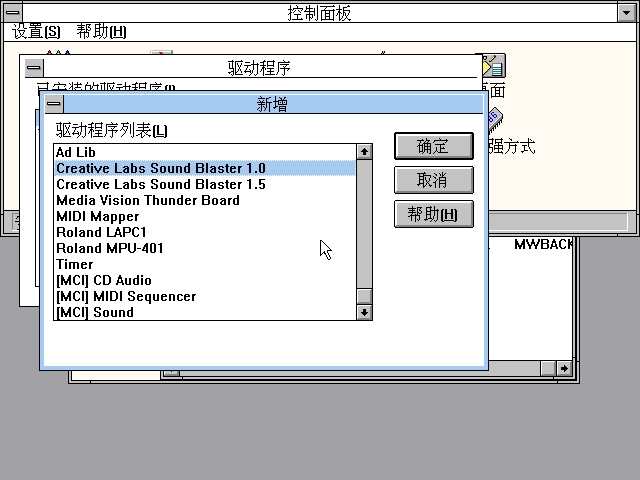 控制面板
设置(S) 帮助(H)
驱动程序
已安装的驱动程序(I)
新增
驱动程序列表(L)
Ad Lib
Creative Labs Sound Blaster 1.0
Creative Labs Sound Blaster 1.5
Media Vision Thunder Board
MIDI Mapper
Roland LAPC1
Roland MPU-401
Timer
[MCI] CD Audio
[MCI] MIDI Sequencer
[MCI] Sound
确定
取消
帮助(H)
面
强方式
MWBACK